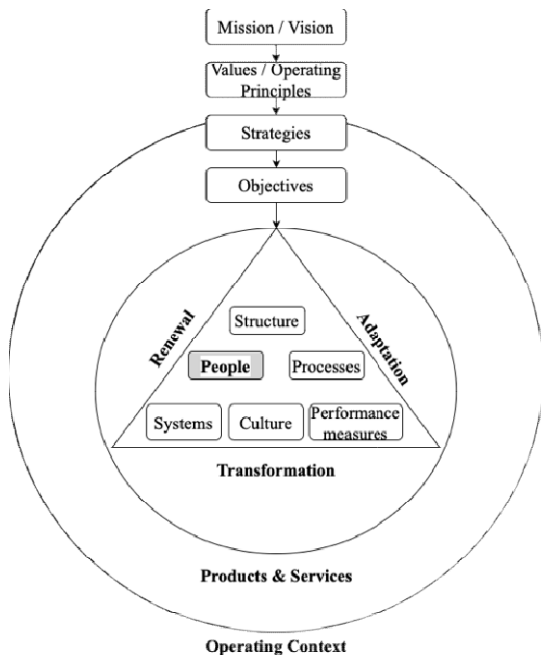 Mission / Vision
Values / Operating
Principles
Strategies
Objectives
Renewal
Adaptation
Structure
People
Processes
Systems
Culture
Performance
measures
Transformation
Products & Services
Operating Context